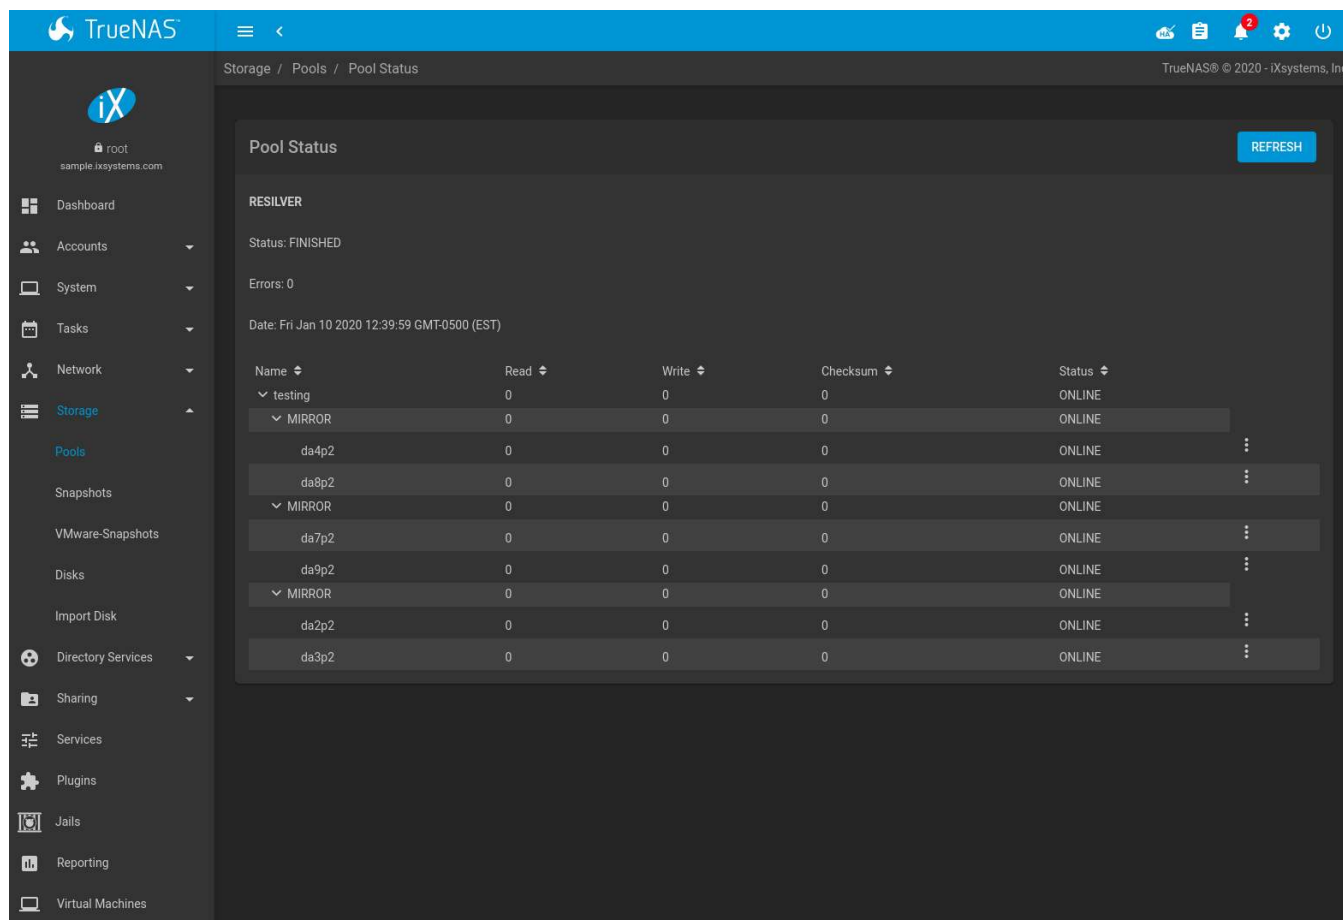 TrueNAS™
HA
2
Storage / Pools / Pool Status
TrueNAS® © 2020 - iXsystems, Inc
iX
root
sample.ixsystems.com
Dashboard
Accounts
System
Tasks
Network
Storage
Pools
Snapshots
VMware-Snapshots
Disks
Import Disk
Directory Services
Sharing
Services
Plugins
Jails
Reporting
Virtual Machines
Pool Status
REFRESH
RESILVER
Status: FINISHED
Errors: 0
Date: Fri Jan 10 2020 12:39:59 GMT-0500 (EST)
Name Read Write Checksum Status
testing 0 0 0 ONLINE
MIRROR 0 0 0 ONLINE
da4p2 0 0 0 ONLINE
da8p2 0 0 0 ONLINE
MIRROR 0 0 0 ONLINE
da7p2 0 0 0 ONLINE
da9p2 0 0 0 ONLINE
MIRROR 0 0 0 ONLINE
da2p2 0 0 0 ONLINE
da3p2 0 0 0 ONLINE